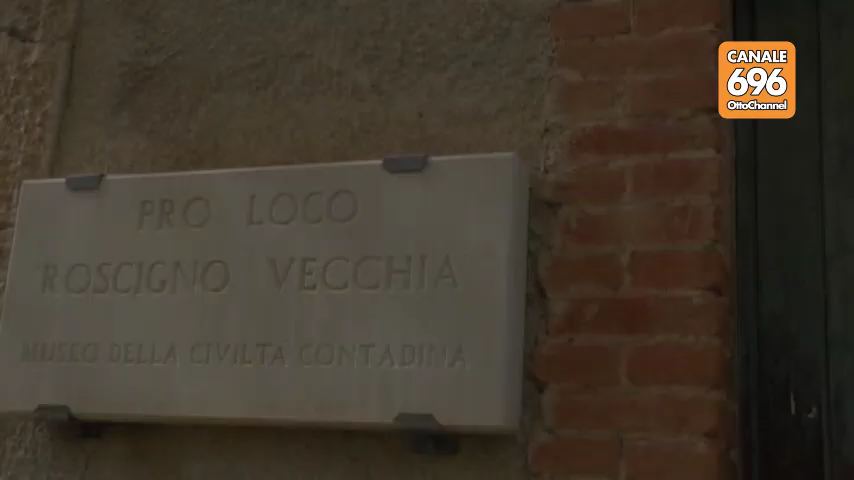 CANALE
696
OttoChannel
PRO LOCO
ROSCIGNO VECCHIA
MUSEO DELLA CIVILTA CONTADINA